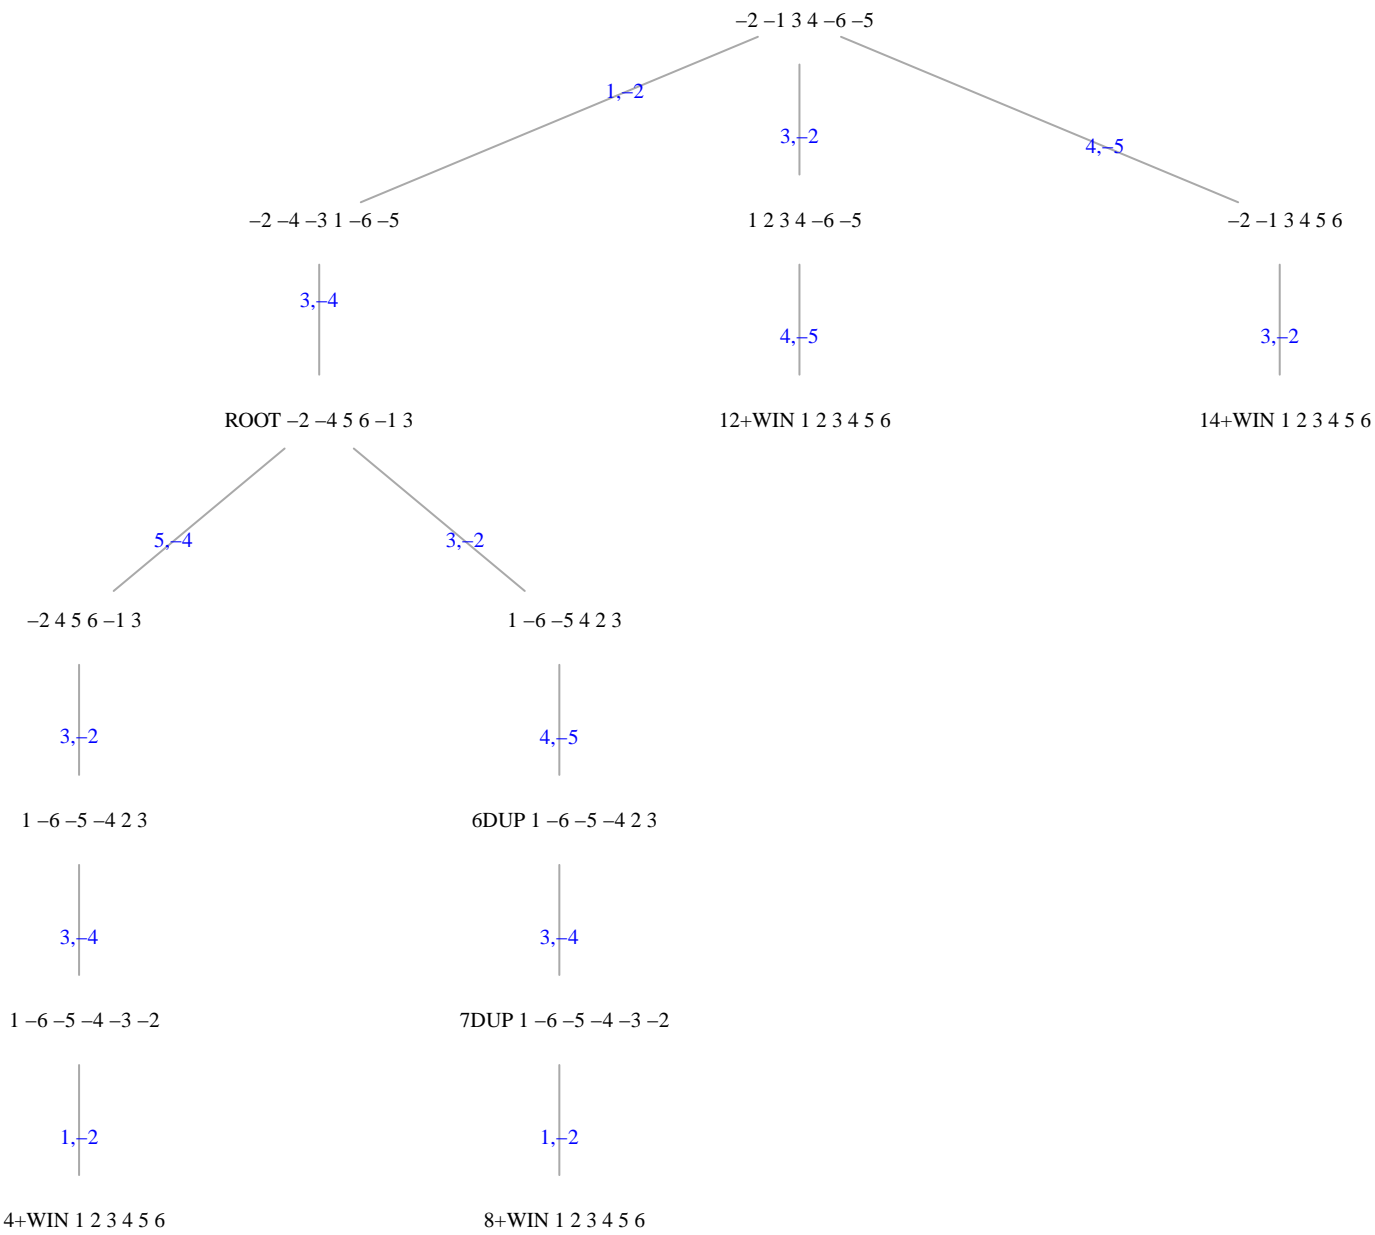 −2 −1 3 4 −6 −5
1,−2
3,−2
4,−5
−2 −4 −3 1 −6 −5
1 2 3 4 −6 −5
−2 −1 3 4 5 6
3,−4
4,−5
3,−2
ROOT −2 −4 5 6 −1 3
12+WIN 1 2 3 4 5 6
14+WIN 1 2 3 4 5 6
5,−4
3,−2
−2 4 5 6 −1 3
1 −6 −5 4 2 3
3,−2
4,−5
1 −6 −5 −4 2 3
6DUP 1 −6 −5 −4 2 3
3,−4
3,−4
1 −6 −5 −4 −3 −2
7DUP 1 −6 −5 −4 −3 −2
1,−2
1,−2
4+WIN 1 2 3 4 5 6
8+WIN 1 2 3 4 5 6